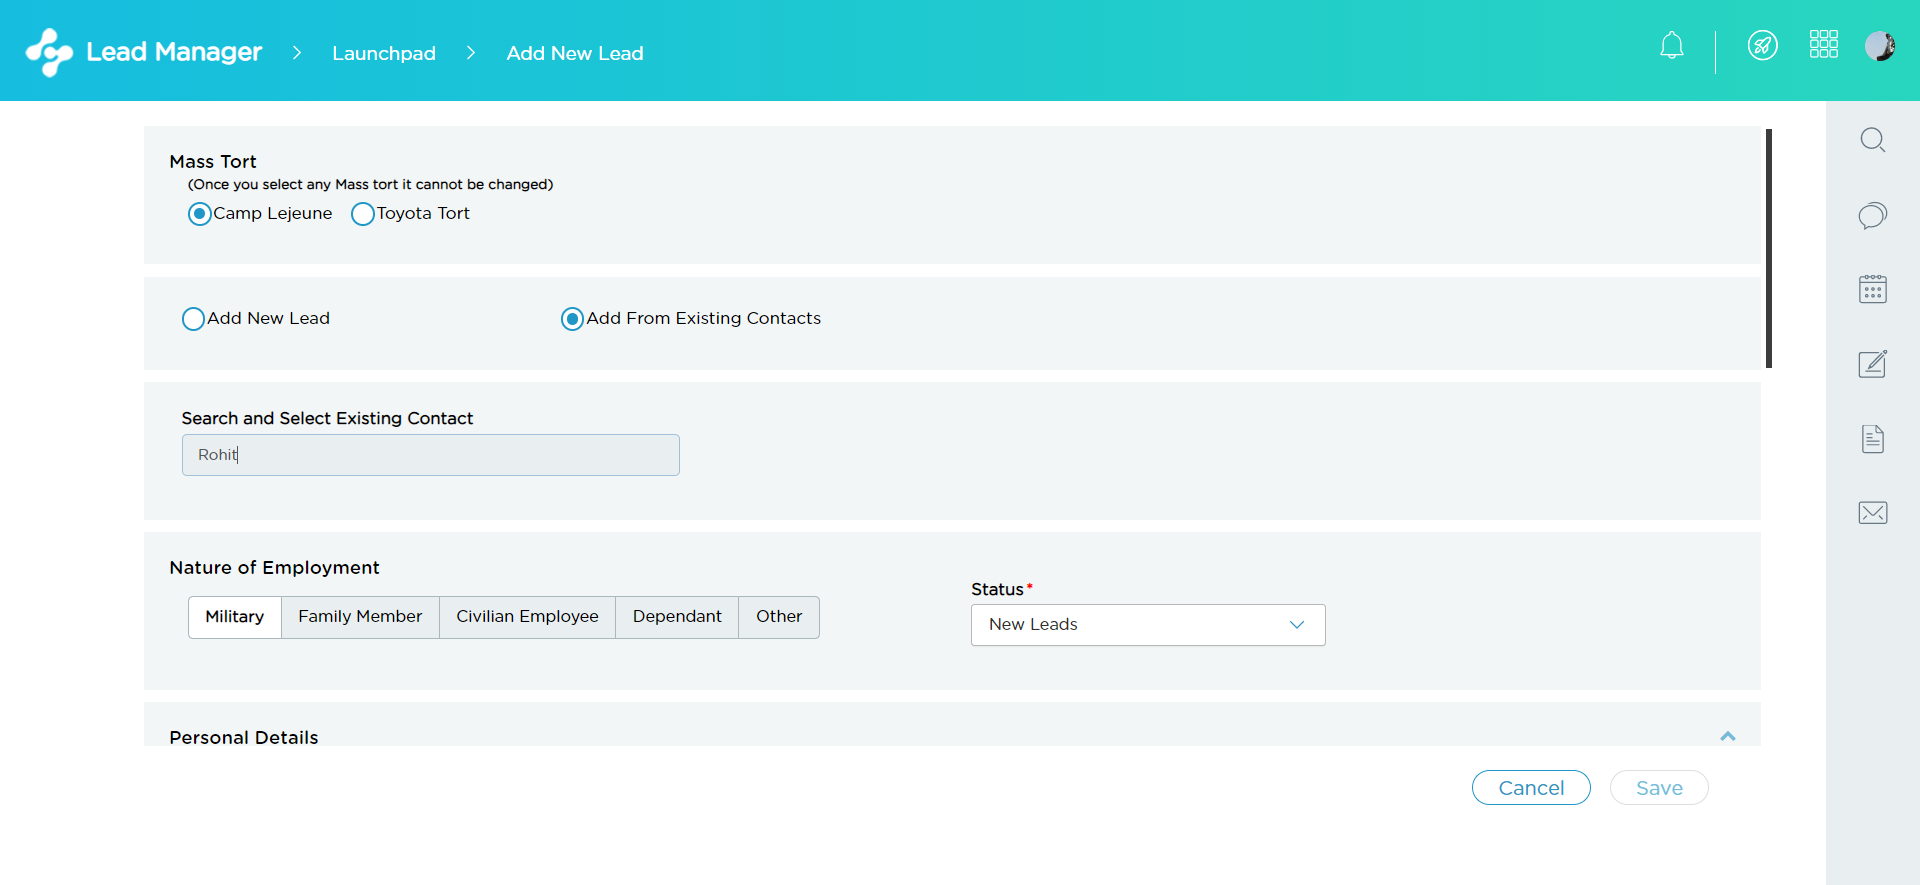 Lead Manager > Launchpad > Add New Lead
Mass Tort
(Once you select any Mass tort it cannot be changed)
Camp Lejeune Toyota Tort
Add New Lead Add From Existing Contacts
Search and Select Existing Contact
Rohit
Nature of Employment
Status*
Military Family Member Civilian Employee Dependant Other
New Leads
Personal Details
Cancel Save